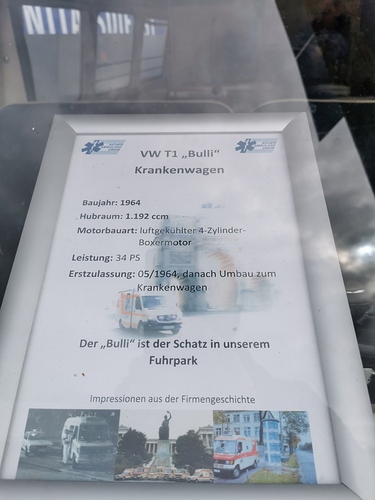 VW T1 „Bulli“
Krankenwagen
Baujahr: 1964
Hubraum: 1.192 ccm
Motorbauart: luftgekühlter 4-Zylinder-
Boxermotor
Leistung: 34 PS
Erstzulassung: 05/1964, danach Umbau zum
Krankenwagen
Der „Bulli“ ist der Schatz in unserem
Fuhrpark
Impressionen aus der Firmengeschichte